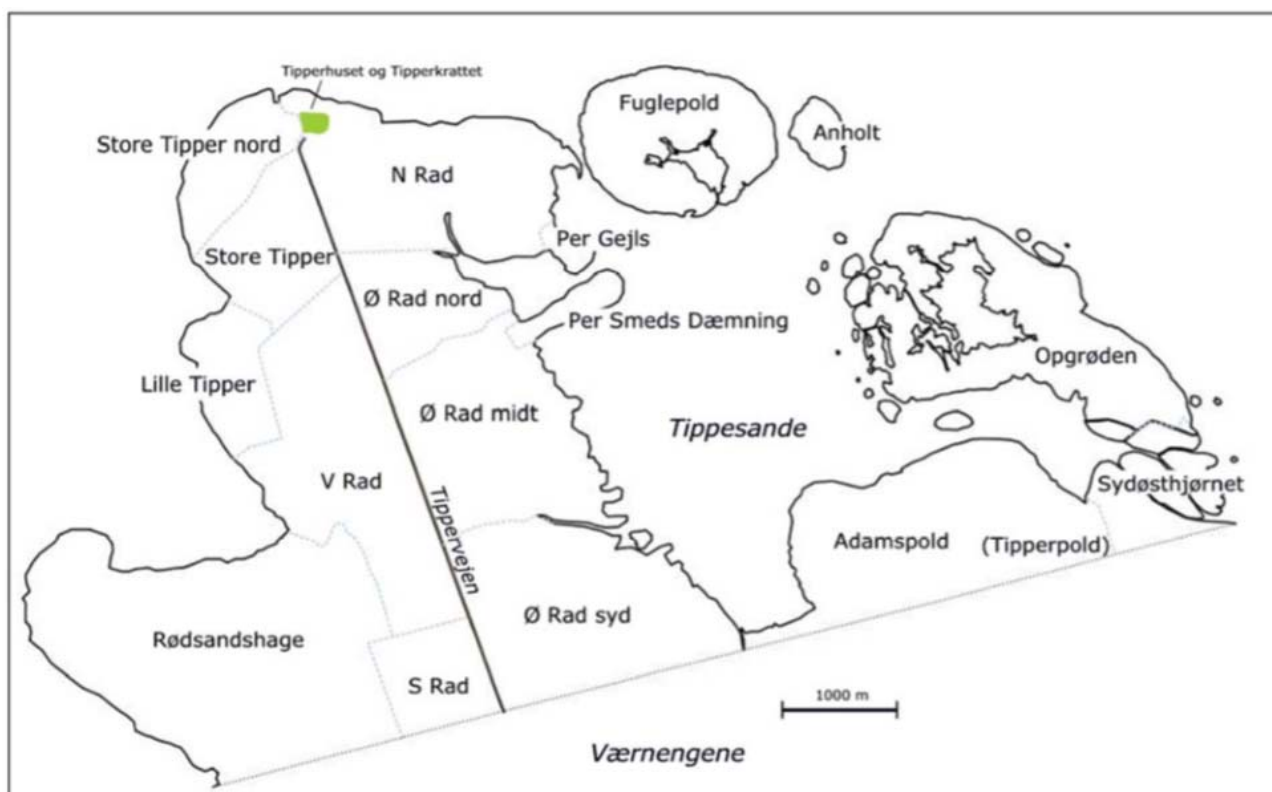 Tipperhuset og Tipperkrattet
Fuglepold
Anholt
Store Tipper nord
N Rad
Per Gejls
Store Tipper
Ø Rad nord
Per Smeds Dæmning
Opgrøden
Lille Tipper
Ø Rad midt
Tippesande
V Rad
Tippervejen
Sydøsthjørnet
Adamspold
(Tipperpold)
Rødsandshage
Ø Rad syd
S Rad
1000 m
Værnengene